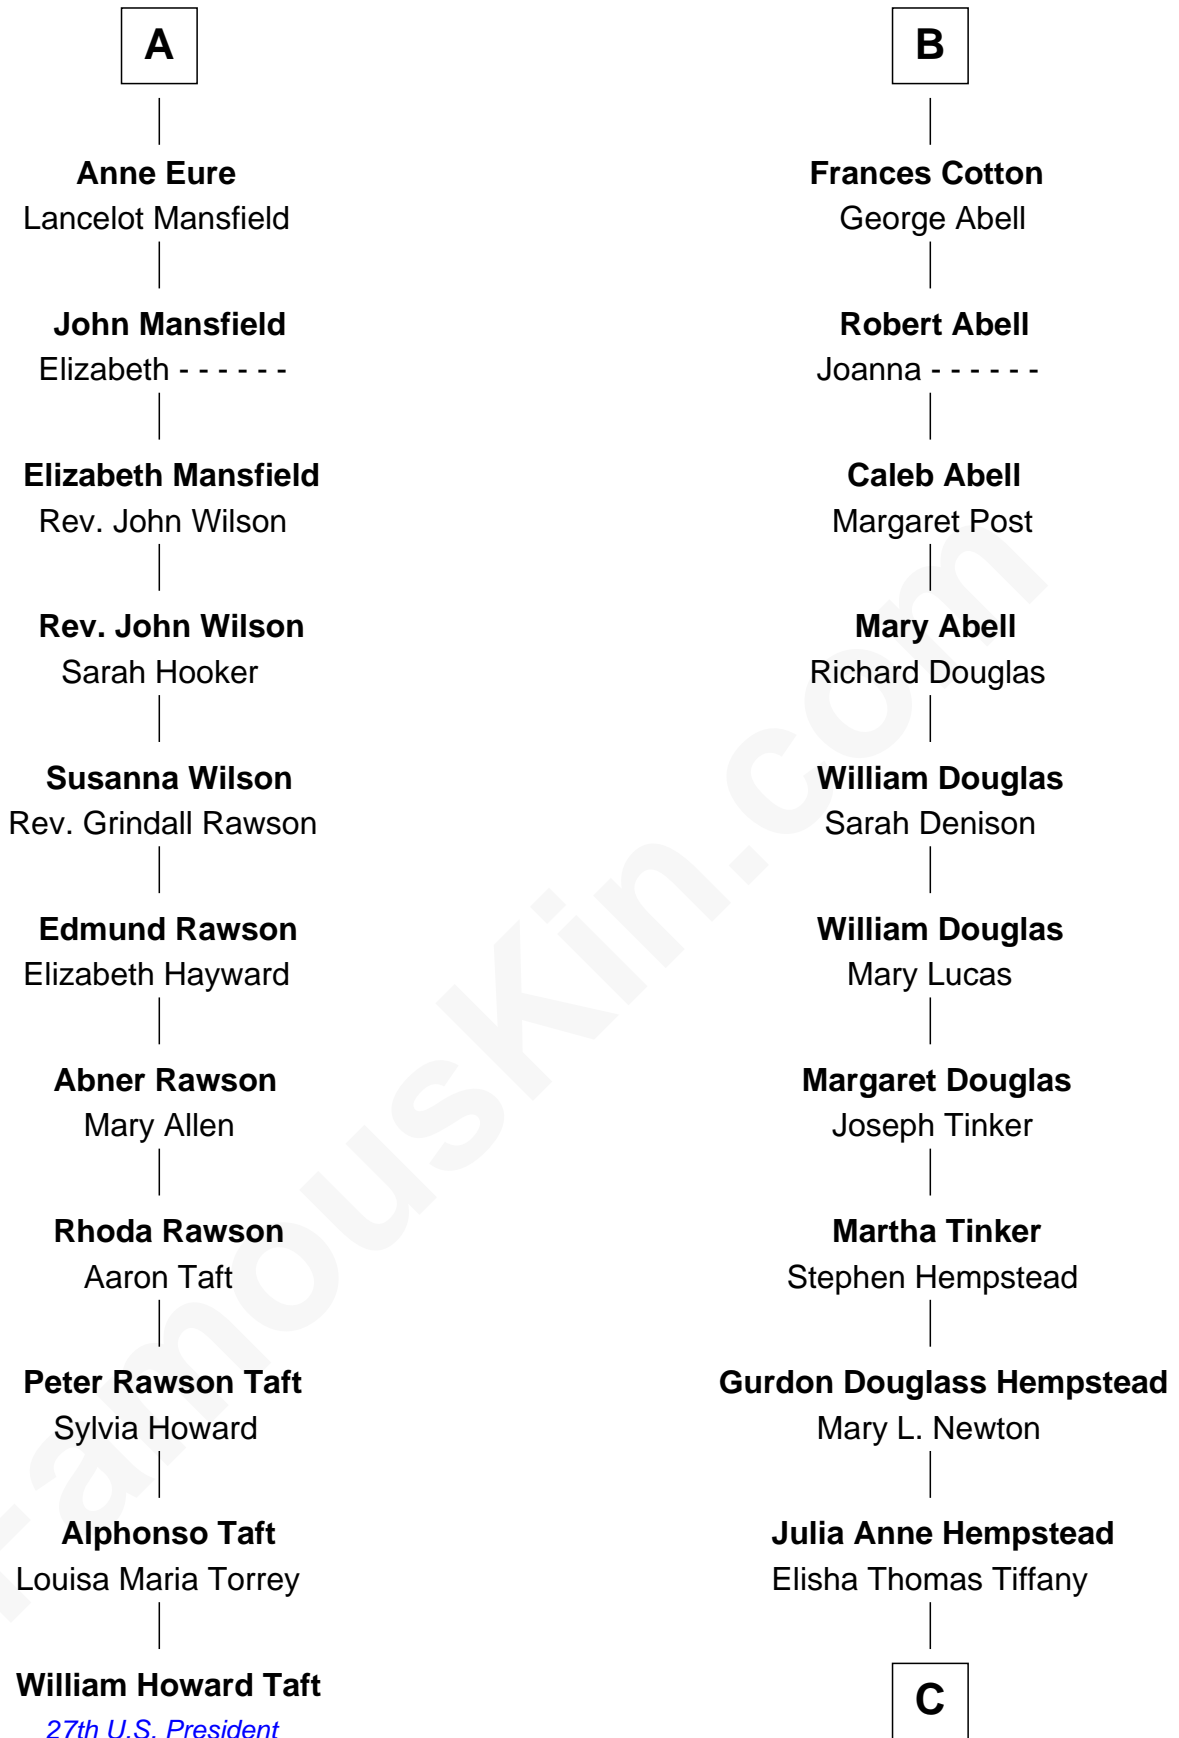 A
Anne Eure
Lancelot Mansfield
John Mansfield
Elizabeth - - - - - -
Elizabeth Mansfield
Rev. John Wilson
Rev. John Wilson
Sarah Hooker
Susanna Wilson
Rev. Grindall Rawson
Edmund Rawson
Elizabeth Hayward
Abner Rawson
Mary Allen
Rhoda Rawson
Aaron Taft
Peter Rawson Taft
Sylvia Howard
Alphonso Taft
Louisa Maria Torrey
William Howard Taft
27th U.S. President
B
Frances Cotton
George Abell
Robert Abell
Joanna - - - - - -
Caleb Abell
Margaret Post
Mary Abell
Richard Douglas
William Douglas
Sarah Denison
William Douglas
Mary Lucas
Margaret Douglas
Joseph Tinker
Martha Tinker
Stephen Hempstead
Gurdon Douglass Hempstead
Mary L. Newton
Julia Anne Hempstead
Elisha Thomas Tiffany
C
FamousKin.com